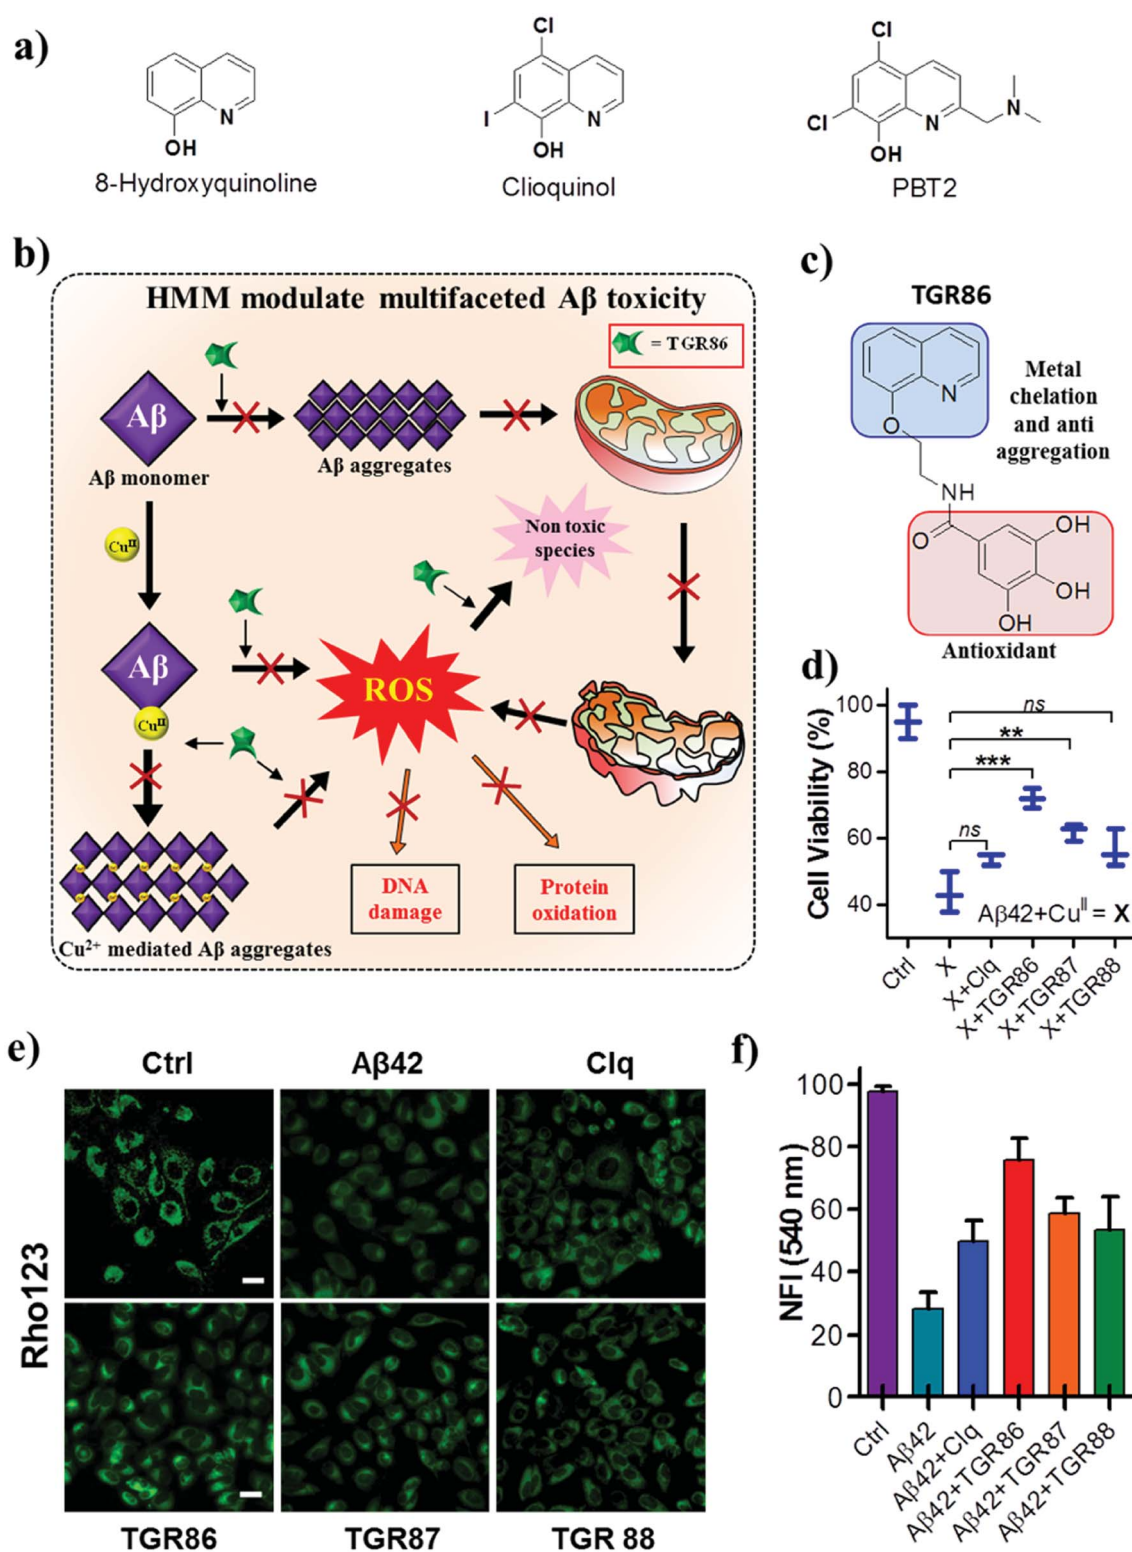 a)
Cl
N
OH
8-Hydroxyquinoline
Cl
I
N
OH
Clioquinol
Cl
Cl
N
N
OH
PBT2
b)
HMM modulate multifaceted Aβ toxicity
= TGR86
Aβ
Aβ monomer
Aβ aggregates
Cu^II
Non toxic
species
Aβ
Cu^II
ROS
DNA
damage
Protein
oxidation
Cu²⁺ mediated Aβ aggregates
c)
TGR86
N
O
NH
O
OH
OH
OH
Metal
chelation
and anti
aggregation
Antioxidant
d)
Cell Viability (%)
100
80
60
40
ns
**
***
ns
Aβ42+Cu^II = X
Ctrl
X
X+Clq
X+TGR86
X+TGR87
X+TGR88
e)
Ctrl
Aβ42
Clq
Rho123
TGR86
TGR87
TGR 88
f)
NFI (540 nm)
100
80
60
40
20
0
Ctrl
Aβ42
Aβ42+Clq
Aβ42+TGR86
Aβ42+TGR87
Aβ42+TGR88